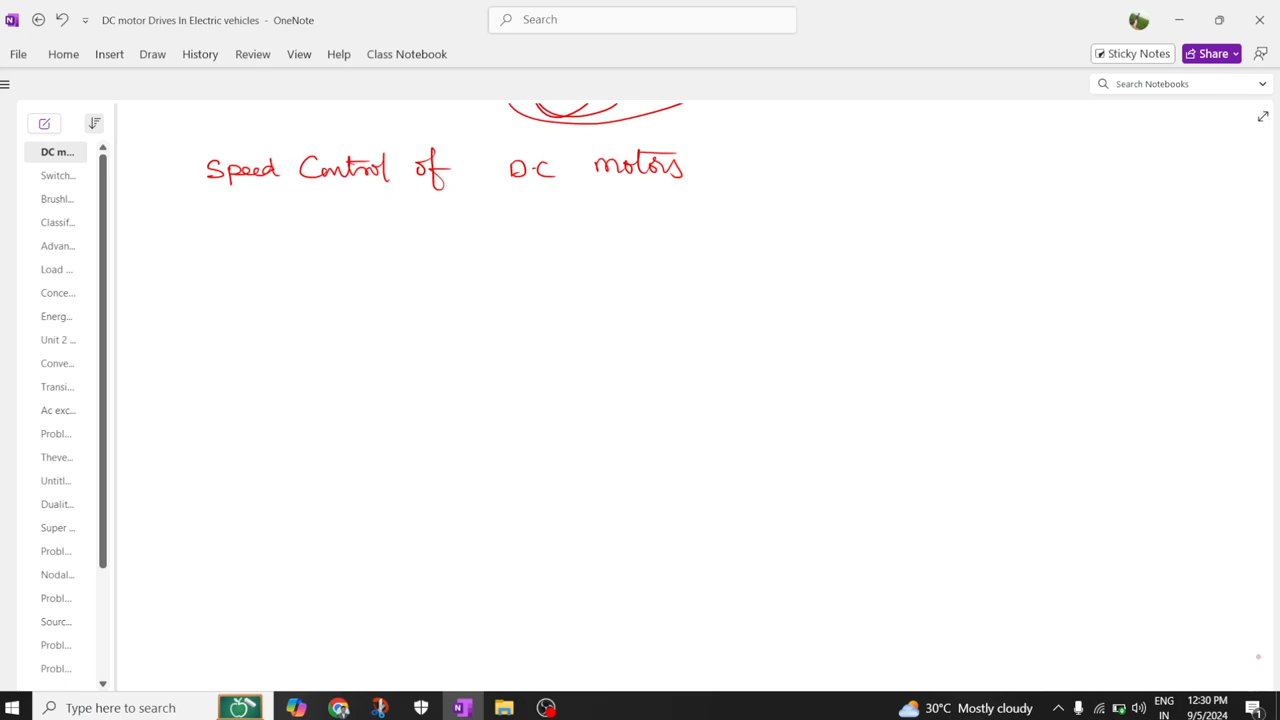 DC motor Drives In Electric vehicles - OneNote
Search
File Home Insert Draw History Review View Help Class Notebook
Sticky Notes Share
Search Notebooks
Speed Control of D.C motors
DC m...
Switch...
Brushl...
Classif...
Advan...
Load ...
Conce...
Energ...
Unit 2 ...
Conve...
Transi...
Ac exc...
Probl...
Theve...
Untitl...
Dualit...
Super ...
Probl...
Nodal...
Probl...
Sourc...
Probl...
Probl...
Type here to search
30°C Mostly cloudy
ENG
IN
12:30 PM
9/5/2024
1